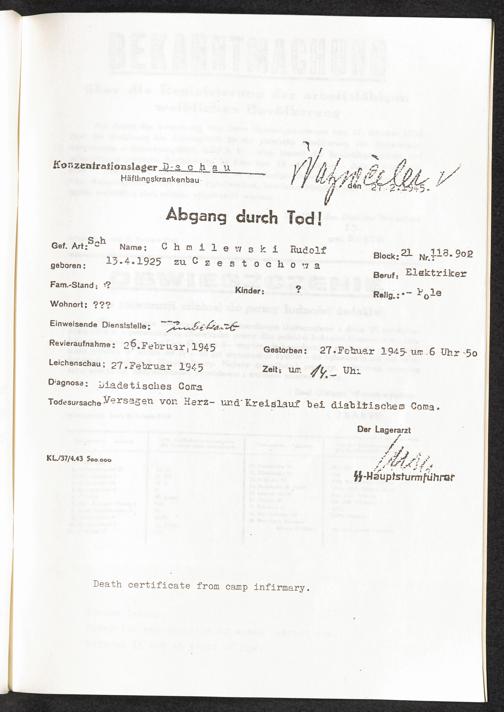 Konzentrationslager D-schau
Häftlingskrankenbau
den 27.2.1945.
Abgang durch Tod!
Gef. Art: Sch Name: Chmilewski Rudolf
Block: 21 Nr. 118.902
geboren: 13.4.1925 zu Czestochowa
Beruf: Elektriker
Fam.-Stand: ? Kinder: ?
Relig.: - Pole
Wohnort: ???
Einweisende Dienststelle: unbekannt
Revieraufnahme: 26.Februar,1945
Gestorben: 27.Febuar 1945 um 6 Uhr 50
Leichenschau: 27.Februar 1945
Zeit: um 14.- Uhr
Diagnose: Diadetisches Coma
Todesursache Versagen von Herz- und Kreislauf bei diabitischem Coma.
Der Lagerarzt
KL/37/4.43 500.000
SS-Hauptsturmführer
Death certificate from camp infirmary.